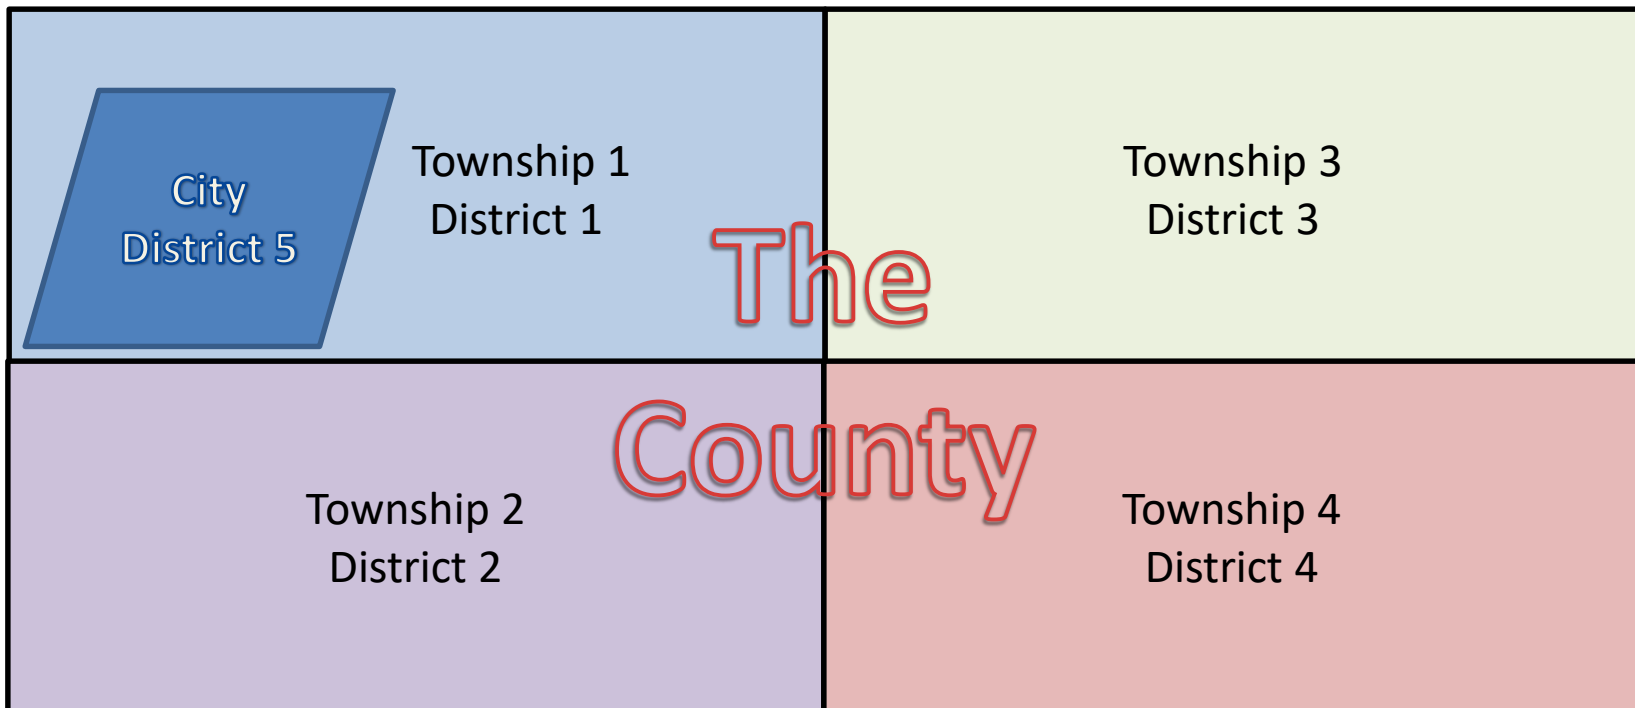 City
District 5
Township 1
District 1
Township 3
District 3
The
County
Township 2
District 2
Township 4
District 4